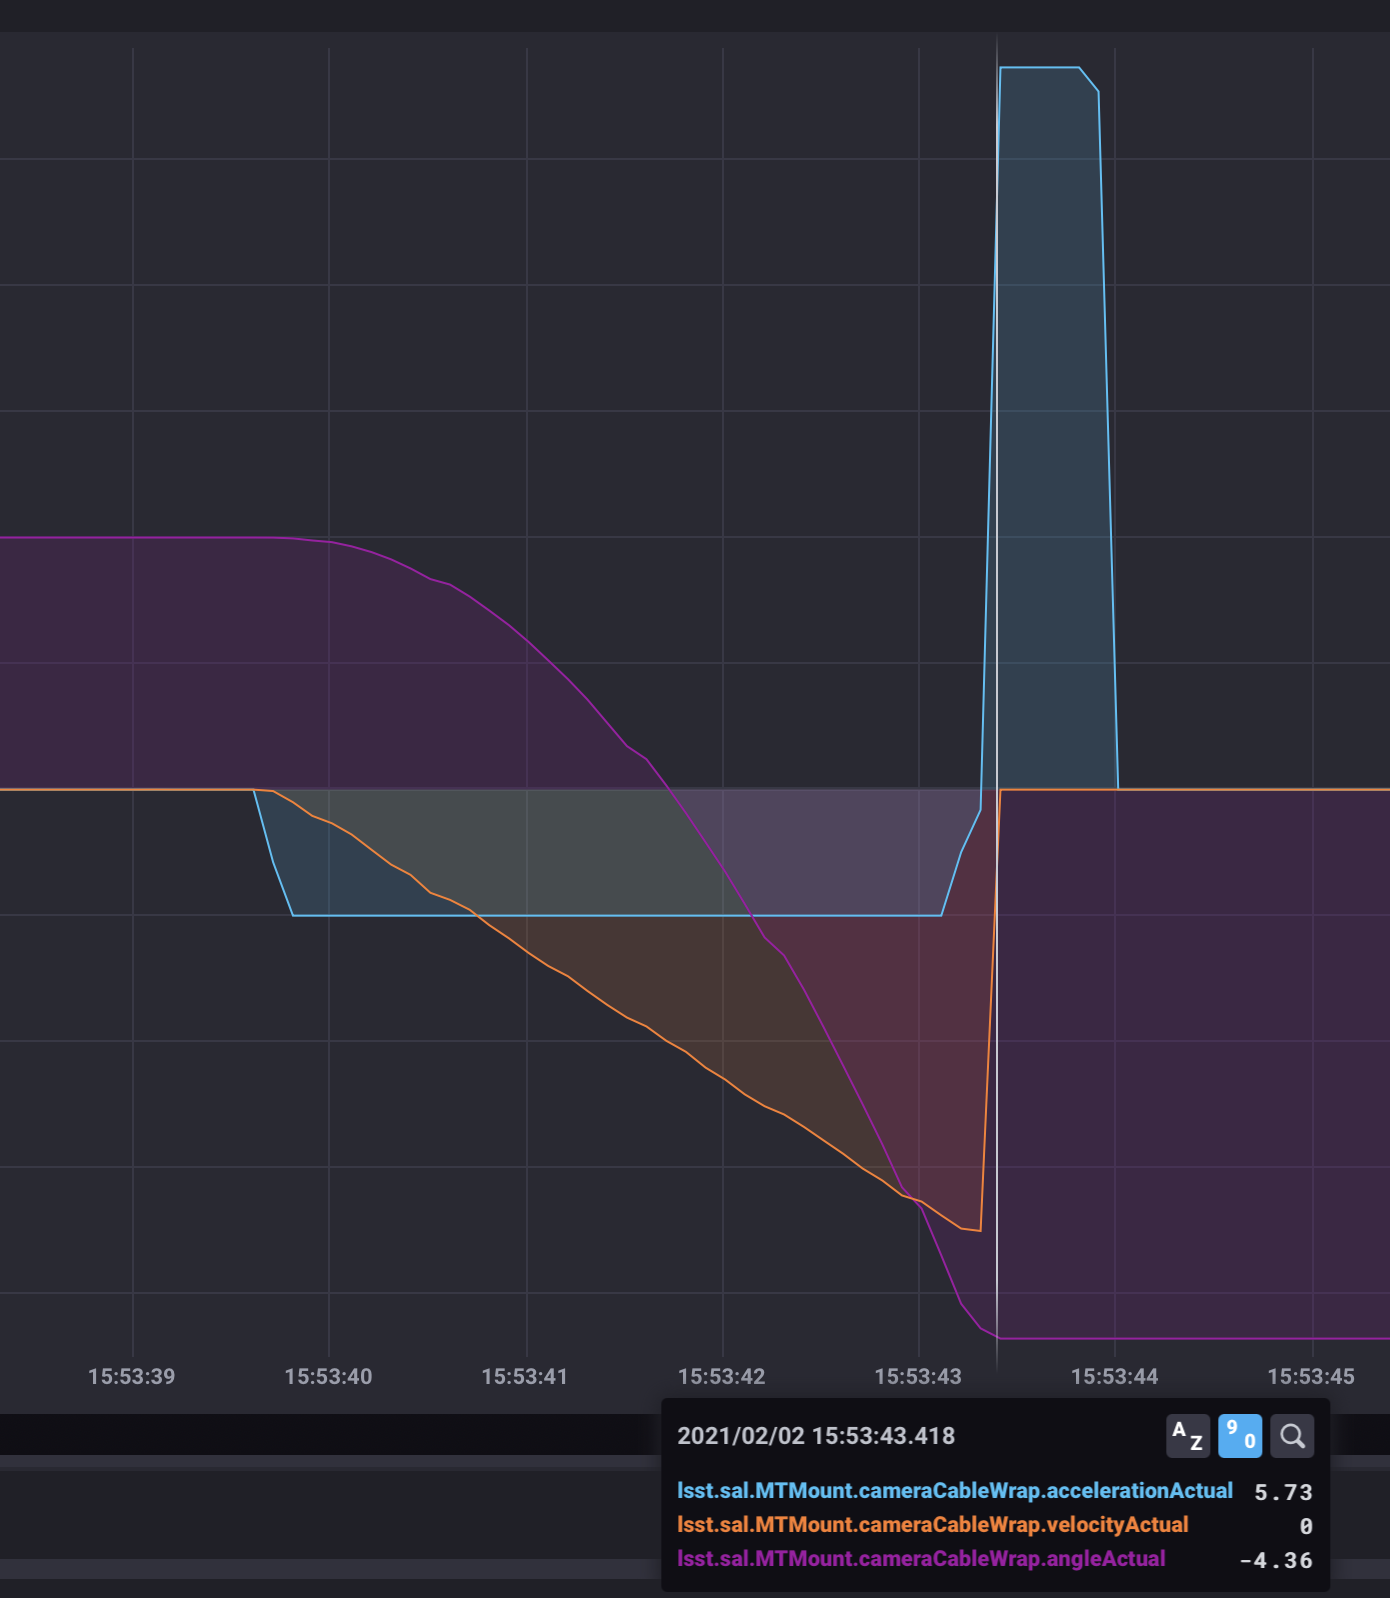 15:53:39 15:53:40 15:53:41 15:53:42 15:53:43 15:53:44 15:53:45
2021/02/02 15:53:43.418 A Z 9 0
lsst.sal.MTMount.cameraCableWrap.accelerationActual 5.73
lsst.sal.MTMount.cameraCableWrap.velocityActual 0
lsst.sal.MTMount.cameraCableWrap.angleActual -4.36